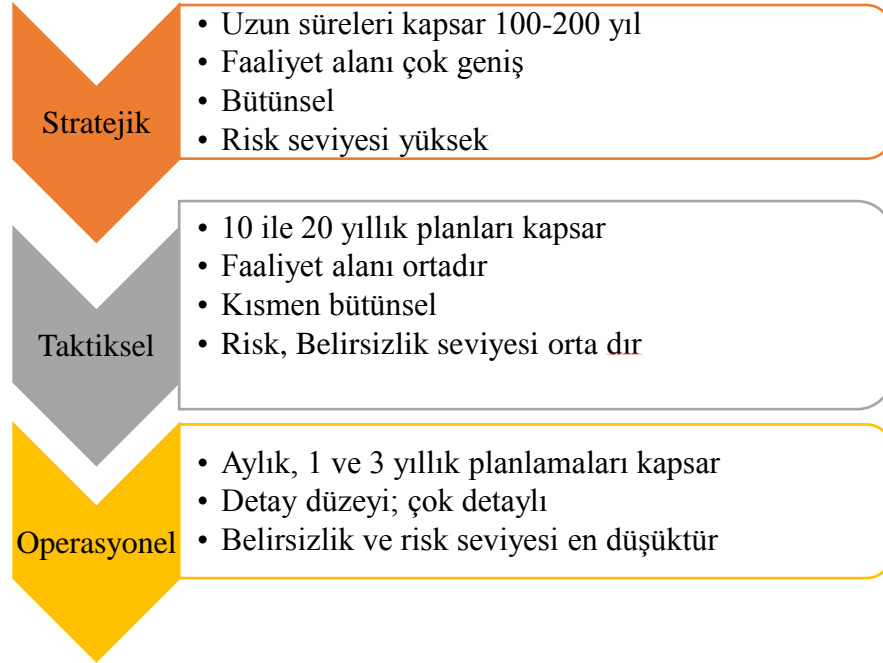 Stratejik
• Uzun süreleri kapsar 100-200 yıl
• Faaliyet alanı çok geniş
• Bütünsel
• Risk seviyesi yüksek
Taktiksel
• 10 ile 20 yıllık planları kapsar
• Faaliyet alanı ortadır
• Kısmen bütünsel
• Risk, Belirsizlik seviyesi orta dır
Operasyonel
• Aylık, 1 ve 3 yıllık planlamaları kapsar
• Detay düzeyi; çok detaylı
• Belirsizlik ve risk seviyesi en düşüktür